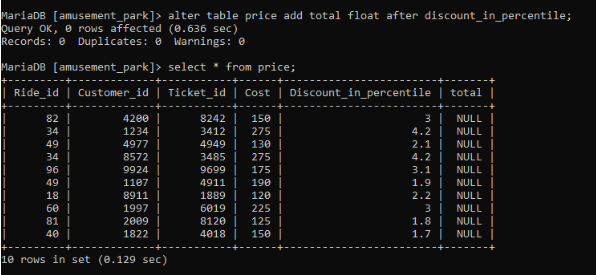 MariaDB [amusement_park]> alter table price add total float after discount_in_percentile;
Query OK, 0 rows affected (0.636 sec)
Records: 0  Duplicates: 0  Warnings: 0

MariaDB [amusement_park]> select * from price;
+---------+-------------+-----------+------+------------------------+-------+
| Ride_id | Customer_id | Ticket_id | Cost | Discount_in_percentile | total |
+---------+-------------+-----------+------+------------------------+-------+
|      82 |        4200 |      8242 |  150 |                      3 |  NULL |
|      34 |        1234 |      3412 |  275 |                    4.2 |  NULL |
|      49 |        4977 |      4949 |  130 |                    2.1 |  NULL |
|      34 |        8572 |      3485 |  275 |                    4.2 |  NULL |
|      96 |        9924 |      9699 |  175 |                    3.1 |  NULL |
|      49 |        1107 |      4911 |  190 |                    1.9 |  NULL |
|      18 |        8911 |      1889 |  120 |                    2.2 |  NULL |
|      60 |        1997 |      6019 |  225 |                      3 |  NULL |
|      81 |        2009 |      8120 |  125 |                    1.8 |  NULL |
|      40 |        1822 |      4018 |  150 |                    1.7 |  NULL |
+---------+-------------+-----------+------+------------------------+-------+
10 rows in set (0.129 sec)